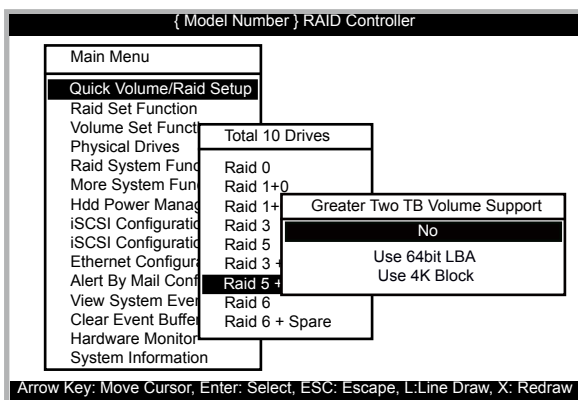 { Model Number } RAID Controller
Main Menu
Quick Volume/Raid Setup
Raid Set Function
Volume Set Funct
Physical Drives
Raid System Func
More System Fun
Hdd Power Manag
iSCSI Configuratio
iSCSI Configuratio
Ethernet Configura
Alert By Mail Conf
View System Eve
Clear Event Buffe
Hardware Monitor
System Information
Total 10 Drives
Raid 0
Raid 1+0
Raid 1+
Raid 3
Raid 5
Raid 3 +
Raid 5 +
Raid 6
Raid 6 + Spare
Greater Two TB Volume Support
No
Use 64bit LBA
Use 4K Block
Arrow Key: Move Cursor, Enter: Select, ESC: Escape, L:Line Draw, X: Redraw